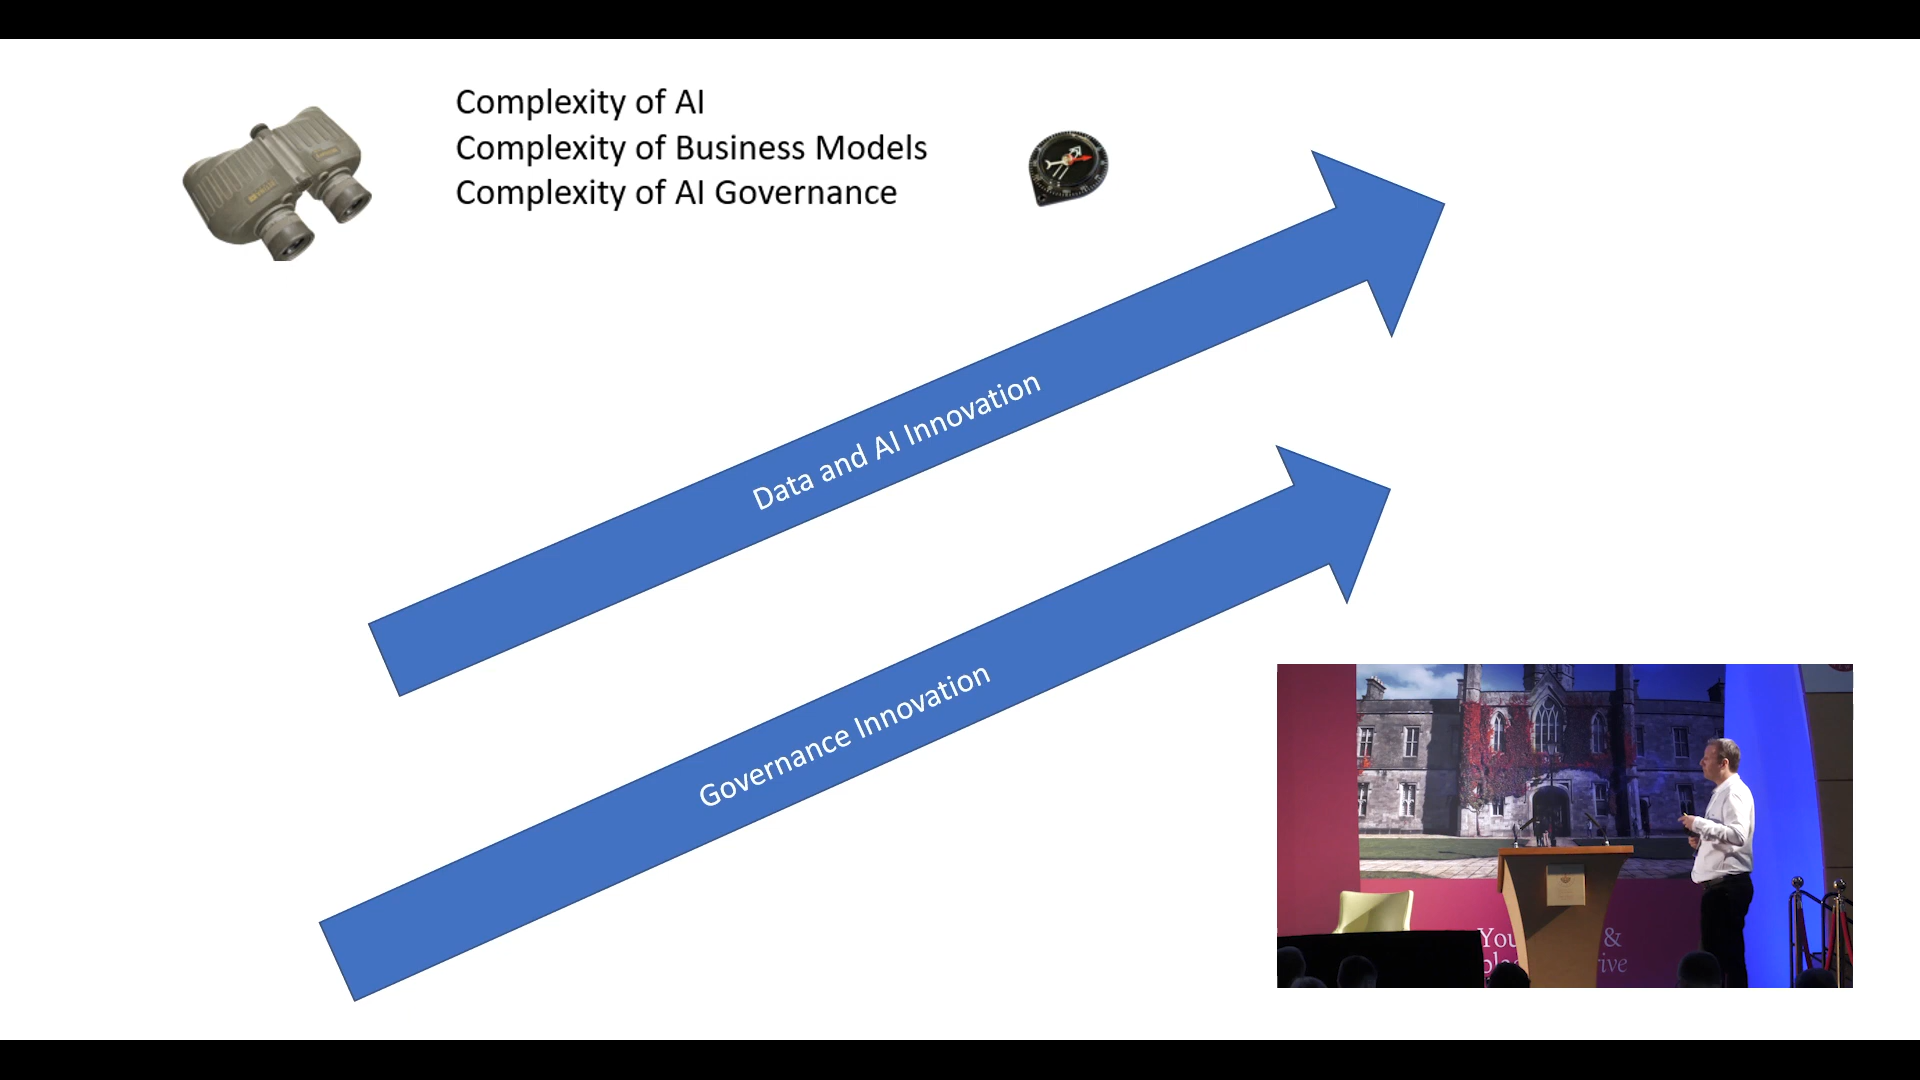 Complexity of AI
Complexity of Business Models
Complexity of AI Governance
Data and AI Innovation
Governance Innovation
&